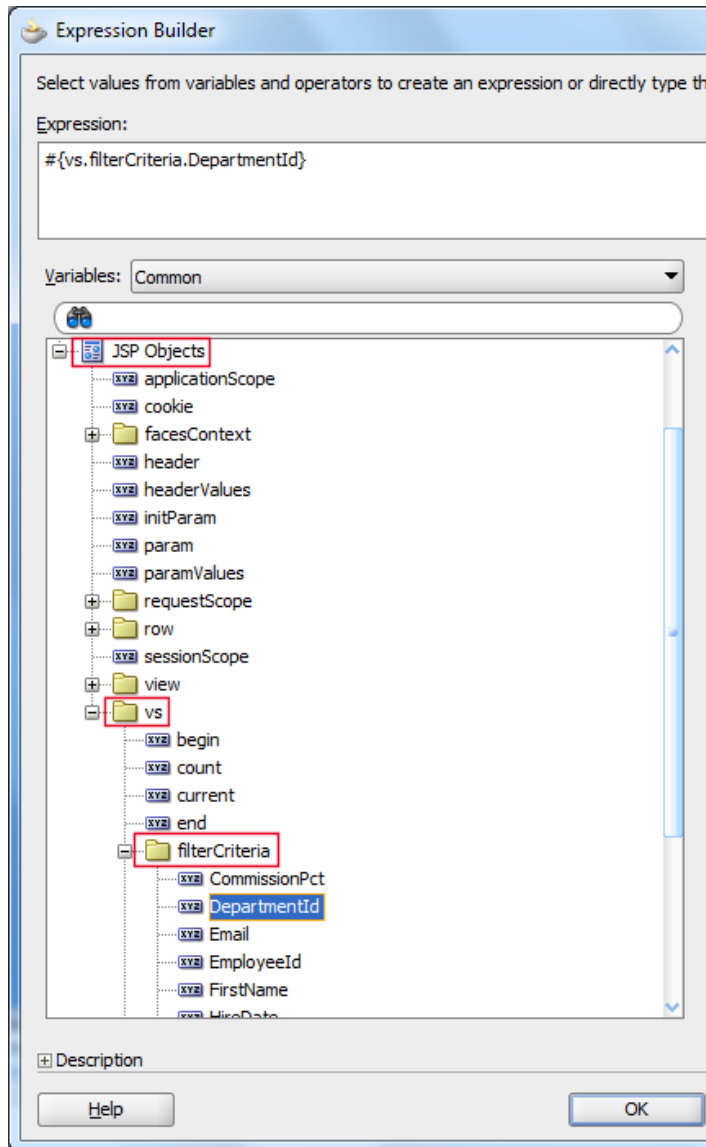 Expression Builder
Select values from variables and operators to create an expression or directly type th
Expression:
#{vs.filterCriteria.DepartmentId}
Variables: Common
JSP Objects
applicationScope
cookie
facesContext
header
headerValues
initParam
param
paramValues
requestScope
row
sessionScope
view
vs
begin
count
current
end
filterCriteria
CommissionPct
DepartmentId
Email
EmployeeId
FirstName
HireDate
Description
Help OK